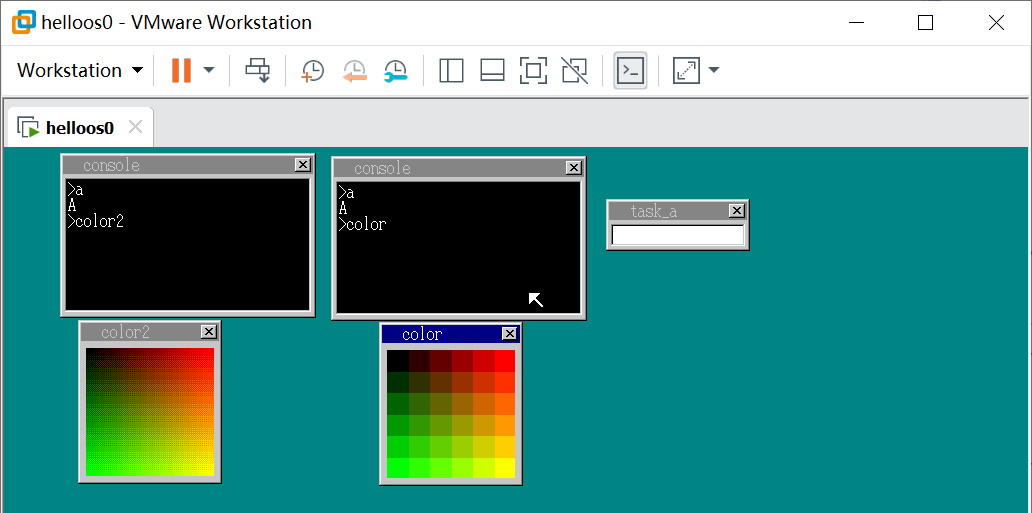 helloos0 - VMware Workstation
Workstation
helloos0
console
>a
A
>color2
console
>a
A
>color
task_a
color2
color